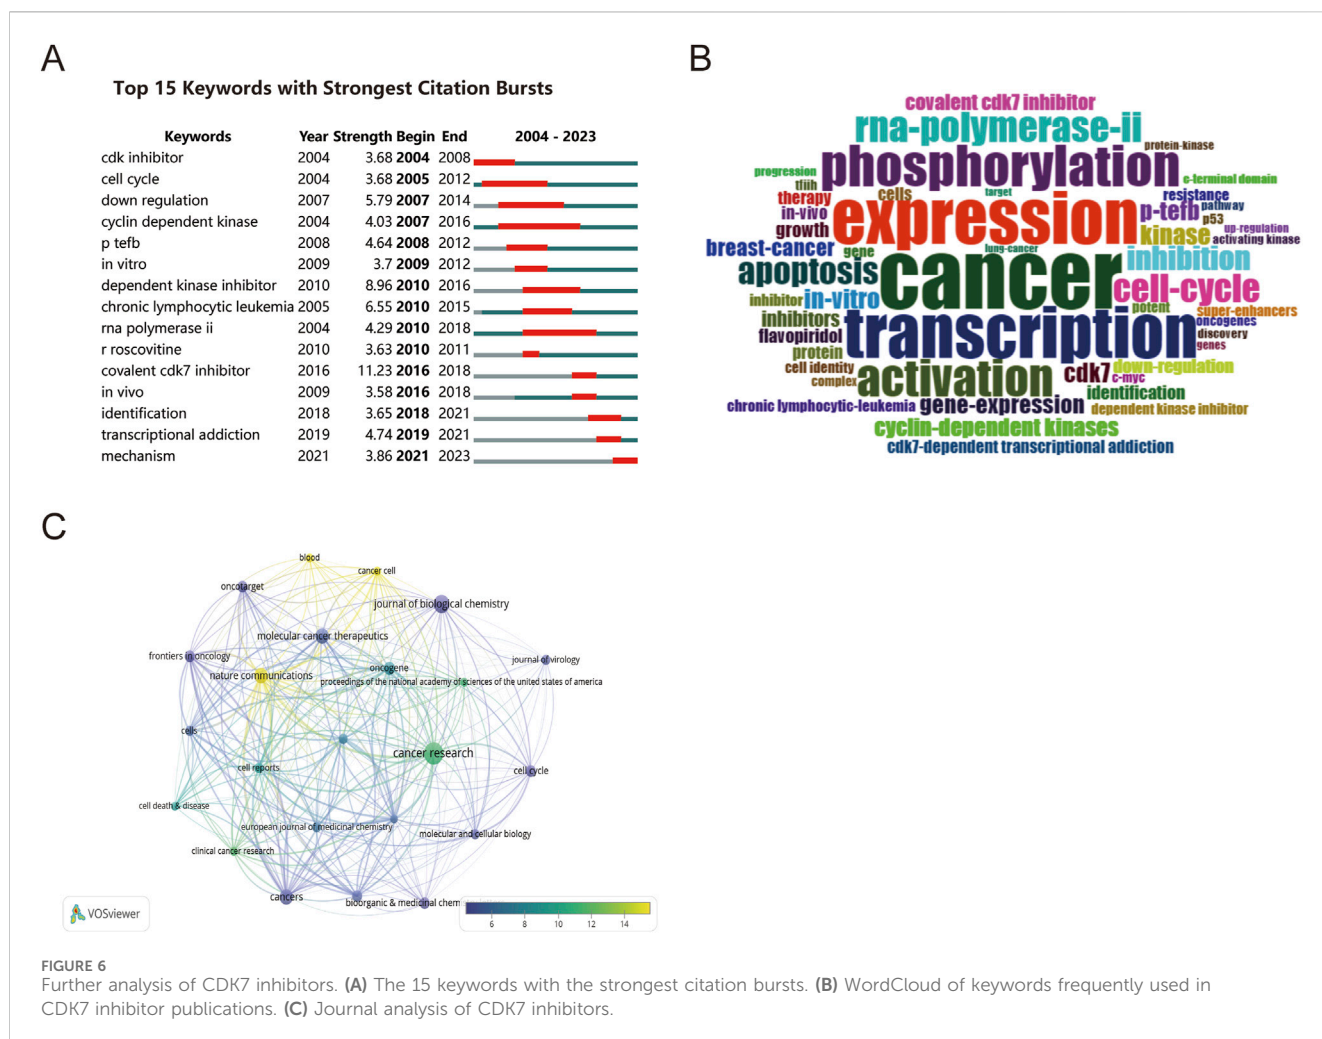 A
Top 15 Keywords with Strongest Citation Bursts
Keywords Year Strength Begin End 2004 - 2023
cdk inhibitor 2004 3.68 2004 2008
cell cycle 2004 3.68 2005 2012
down regulation 2007 5.79 2007 2014
cyclin dependent kinase 2004 4.03 2007 2016
p tefb 2008 4.64 2008 2012
in vitro 2009 3.7 2009 2012
dependent kinase inhibitor 2010 8.96 2010 2016
chronic lymphocytic leukemia 2005 6.55 2010 2015
rna polymerase ii 2004 4.29 2010 2018
r roscovitine 2010 3.63 2010 2011
covalent cdk7 inhibitor 2016 11.23 2016 2018
in vivo 2009 3.58 2016 2018
identification 2018 3.65 2018 2021
transcriptional addiction 2019 4.74 2019 2021
mechanism 2021 3.86 2021 2023
B
covalent cdk7 inhibitor
rna-polymerase-ii
protein-kinase
phosphorylation
progression
c-terminal domain
tfiih
therapy
cells
target
resistance
in-vivo
expression
p-tefb
pathway
p53
growth
kinase
up-regulation
activating kinase
breast-cancer
gene
lung-cancer
inhibition
apoptosis
cancer
cell-cycle
inhibitor
in-vitro
potent
super-enhancers
inhibitors
transcription
oncogenes
flavopiridol
discovery
genes
protein
cell identity
complex
activation
cdk7
c-myc
down-regulation
identification
chronic lymphocytic-leukemia
gene-expression
dependent kinase inhibitor
cyclin-dependent kinases
cdk7-dependent transcriptional addiction
C
blood
cancer cell
oncotarget
journal of biological chemistry
molecular cancer therapeutics
frontiers in oncology
journal of virology
oncogene
nature communications
proceedings of the national academy of sciences of the united states of america
cells
cancer research
cell reports
cell cycle
cell death & disease
european journal of medicinal chemistry
molecular and cellular biology
clinical cancer research
cancers
bioorganic & medicinal chem
VOSviewer
6 8 10 12 14
FIGURE 6
Further analysis of CDK7 inhibitors. (A) The 15 keywords with the strongest citation bursts. (B) WordCloud of keywords frequently used in
CDK7 inhibitor publications. (C) Journal analysis of CDK7 inhibitors.